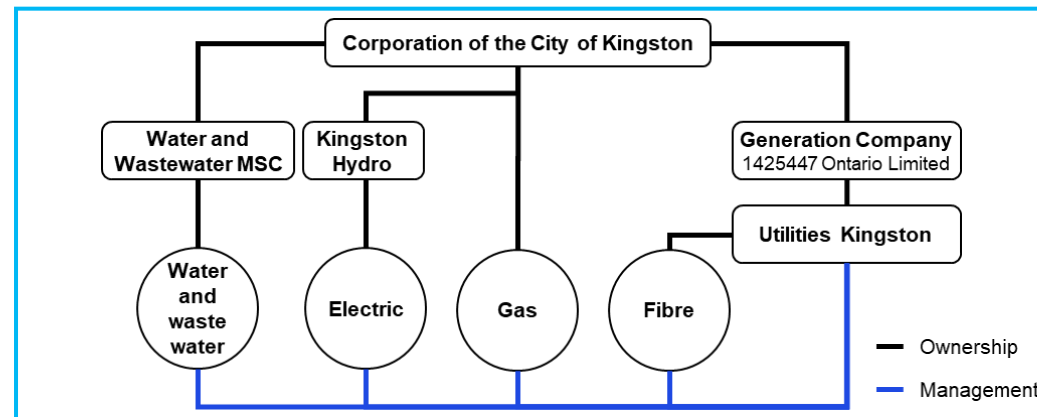 Corporation of the City of Kingston
Water and
Wastewater MSC
Kingston
Hydro
Generation Company
1425447 Ontario Limited
Utilities Kingston
Water
and
waste
water
Electric
Gas
Fibre
Ownership
Management